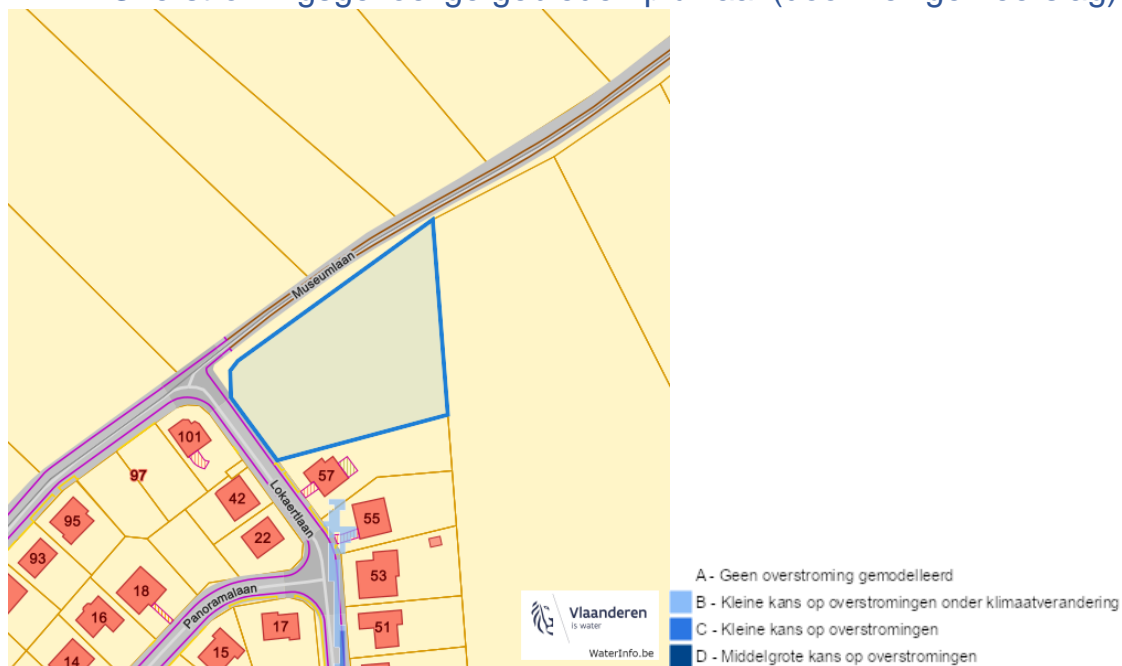 Museumlaan
101
97
57
Lokaertlaan
42
95
55
22
93
53
18
16
Panoramalaan
17
51
15
14
Vlaanderen
is water
WaterInfo.be
A - Geen overstroming gemodelleerd
B - Kleine kans op overstromingen onder klimaatverandering
C - Kleine kans op overstromingen
D - Middelgrote kans op overstromingen